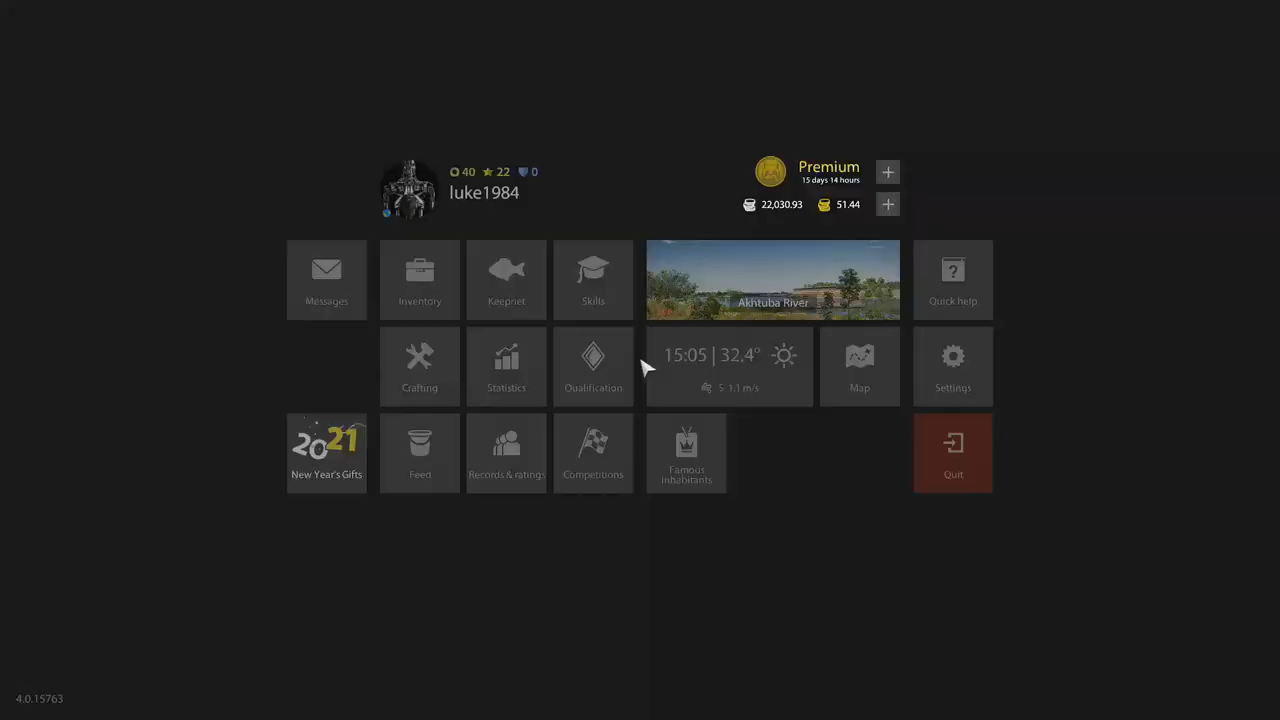 40 22 0
luke1984
Premium
15 days 14 hours
22,030.93 51.44
Messages
Inventory
Keepnet
Skills
Akhtuba River
Quick help
Crafting
Statistics
Qualification
15:05 | 32.4°
S 1.1 m/s
Map
Settings
2021
New Year's Gifts
Feed
Records & ratings
Competitions
Famous
inhabitants
Quit
4.0.15763